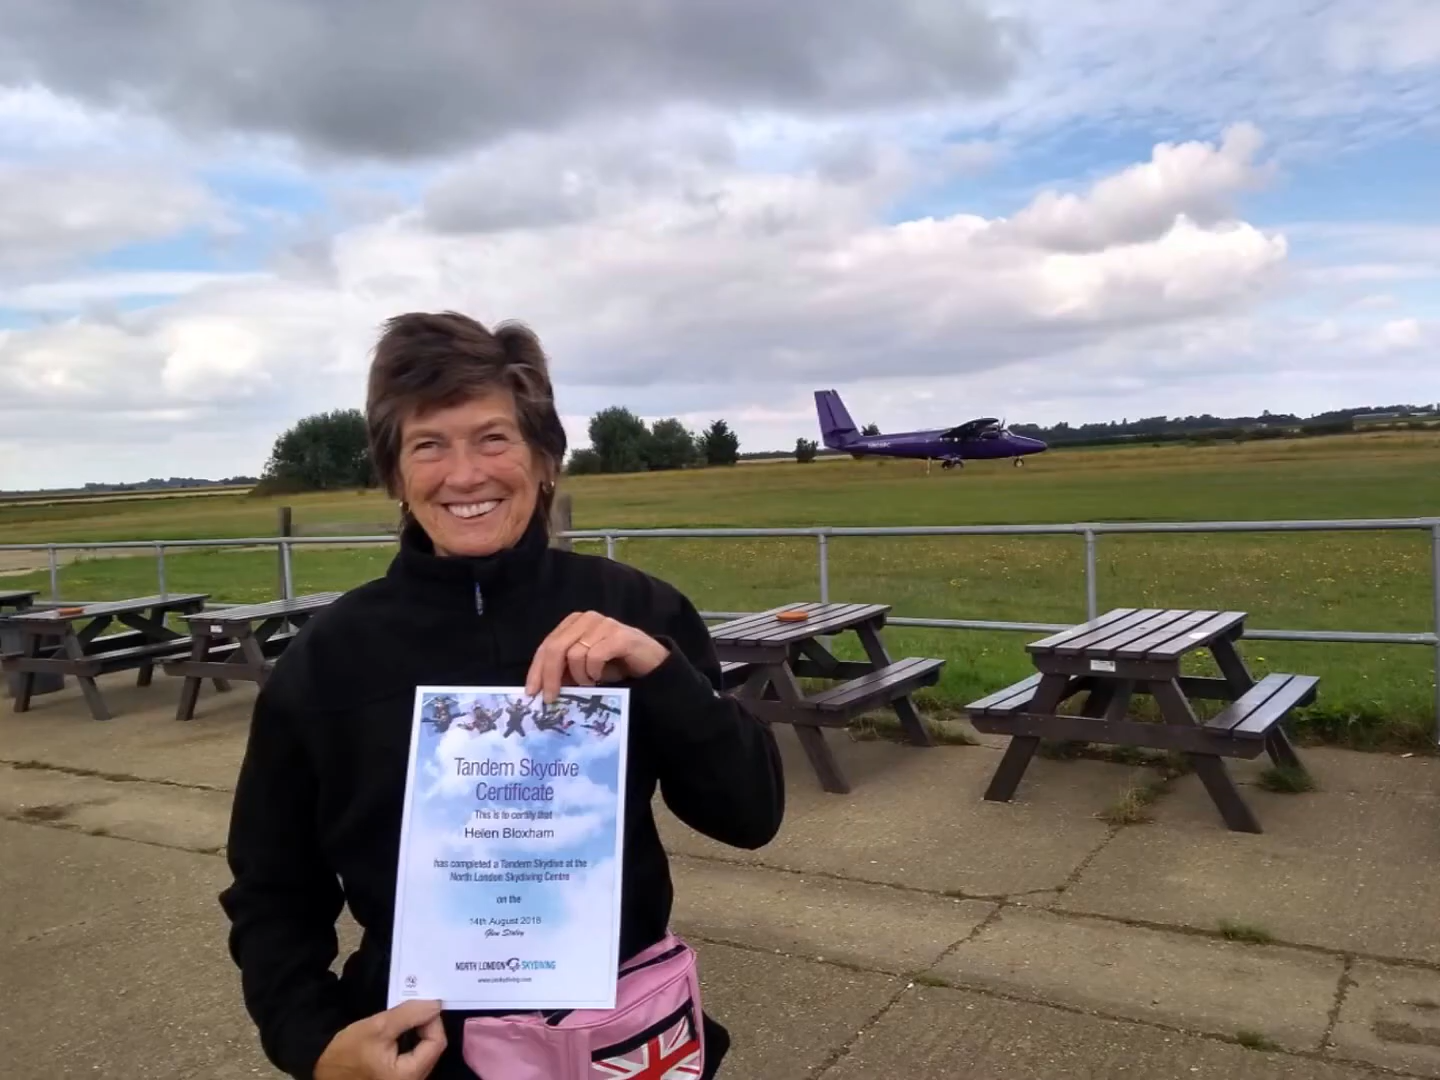 Tandem Skydive
Certificate
This is to certify that
Helen Bloxham
has completed a Tandem Skydive at the
North London Skydiving Centre
on the
14th August 2018
NORTH LONDON SKYDIVING